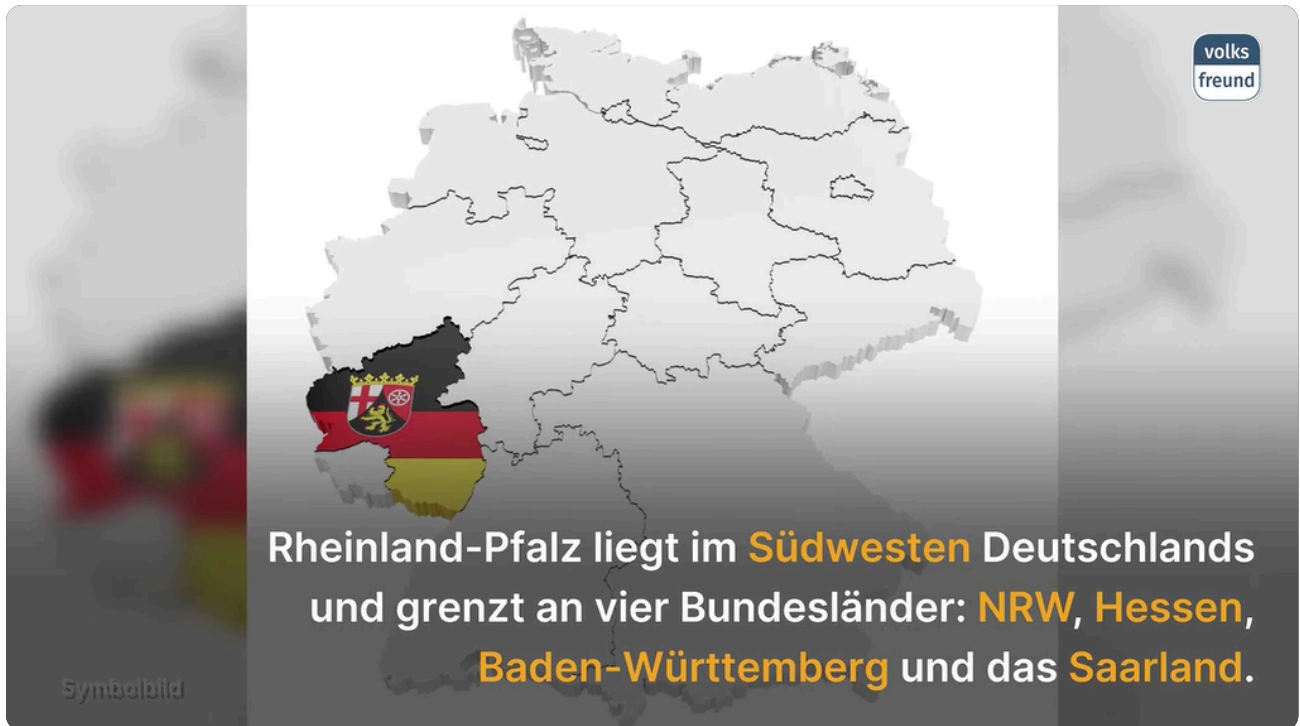 volks
freund
Rheinland-Pfalz liegt im Südwesten Deutschlands
und grenzt an vier Bundesländer: NRW, Hessen,
Baden-Württemberg und das Saarland.
Symbolbild